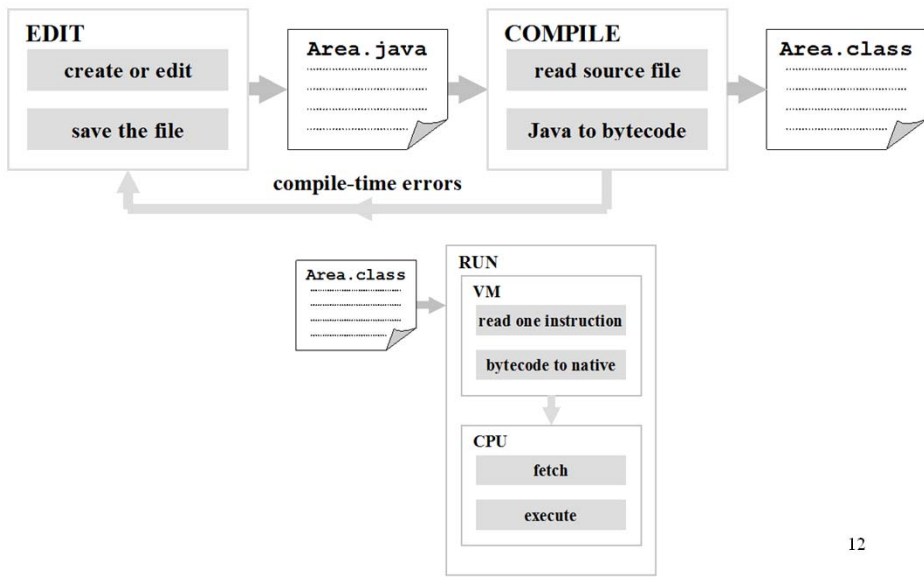 EDIT
create or edit
save the file
Area.java
COMPILE
read source file
Java to bytecode
Area.class
compile-time errors
Area.class
RUN
VM
read one instruction
bytecode to native
CPU
fetch
execute
12